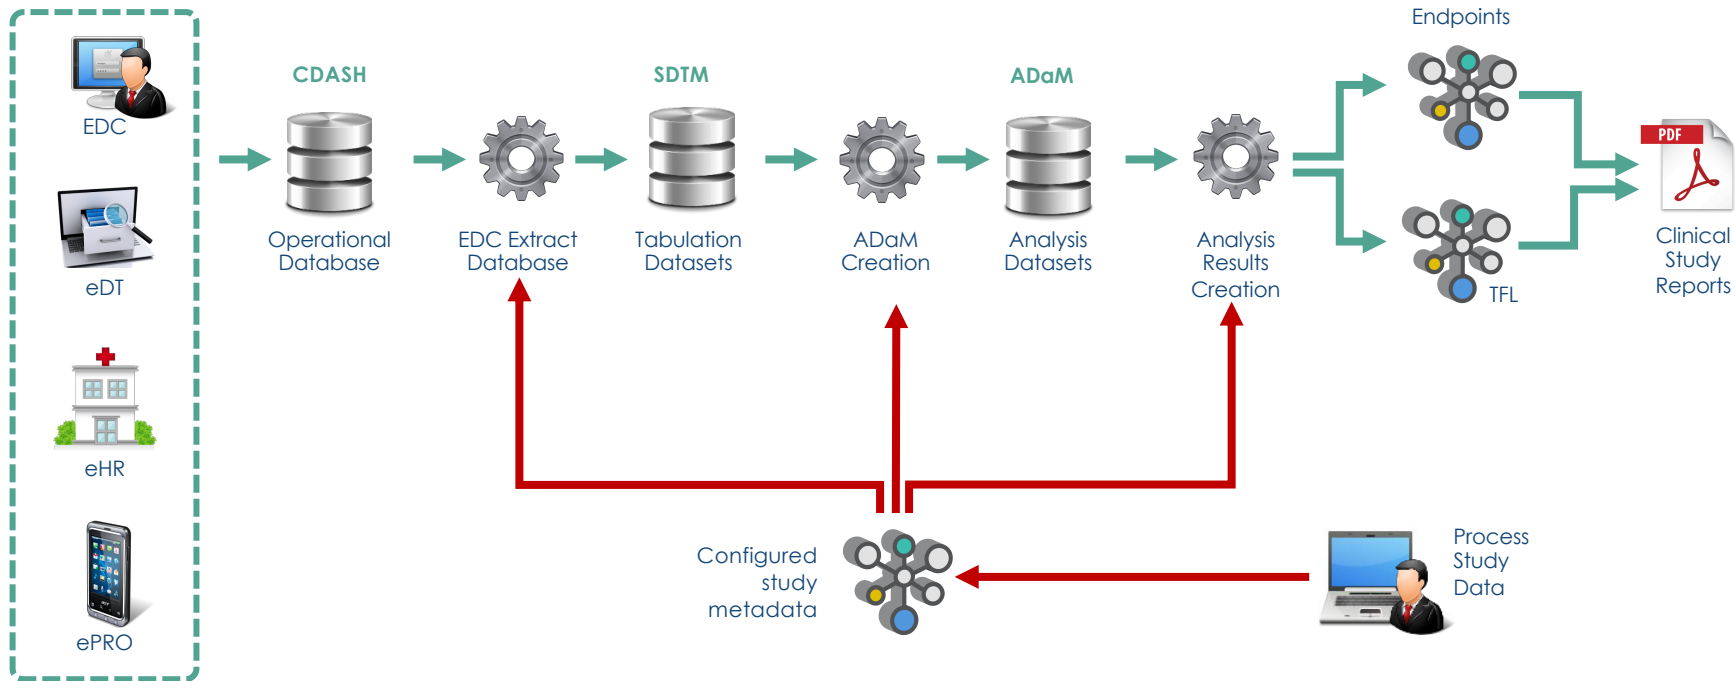 EDC
eDT
eHR
ePRO
CDASH
Operational
Database
EDC Extract
Database
SDTM
Tabulation
Datasets
ADaM
Creation
ADaM
Analysis
Datasets
Analysis
Results
Creation
Endpoints
TFL
PDF
Clinical
Study
Reports
Configured
study
metadata
Process
Study
Data